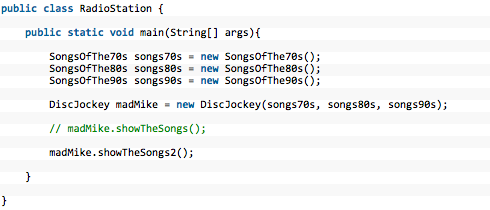 public class RadioStation {
public static void main(String[] args){
SongsOfThe70s songs70s = new SongsOfThe70s();
SongsOfThe80s songs80s = new SongsOfThe80s();
SongsOfThe90s songs90s = new SongsOfThe90s();
DiscJockey madMike = new DiscJockey(songs70s, songs80s, songs90s);
// madMike.showTheSongs();
madMike.showTheSongs2();
}
}